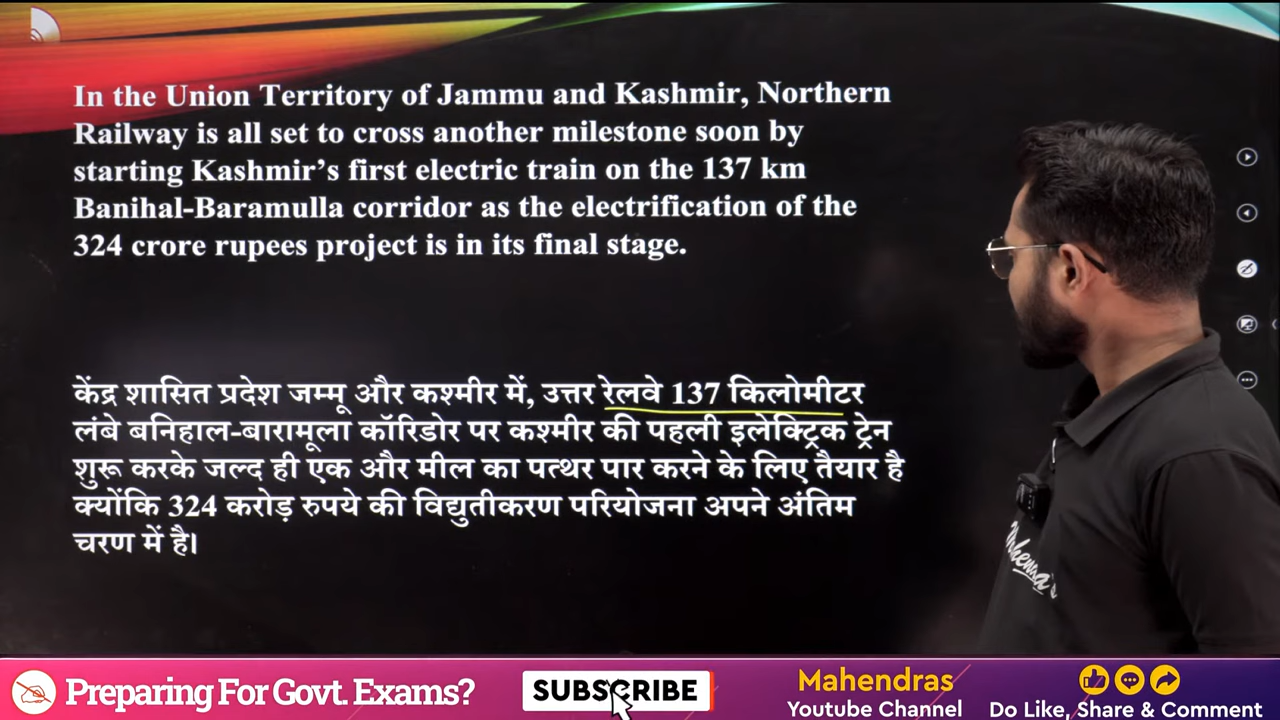 In the Union Territory of Jammu and Kashmir, Northern
Railway is all set to cross another milestone soon by
starting Kashmir's first electric train on the 137 km
Banihal-Baramulla corridor as the electrification of the
324 crore rupees project is in its final stage.
केंद्र शासित प्रदेश जम्मू और कश्मीर में, उत्तर रेलवे 137 किलोमीटर
लंबे बनिहाल-बारामूला कॉरिडोर पर कश्मीर की पहली इलेक्ट्रिक ट्रेन
शुरू करके जल्द ही एक और मील का पत्थर पार करने के लिए तैयार है
क्योंकि 324 करोड़ रुपये की विद्युतीकरण परियोजना अपने अंतिम
चरण में है।
Preparing For Govt. Exams?
SUBSCRIBE
Mahendras
Youtube Channel
Do Like, Share & Comment